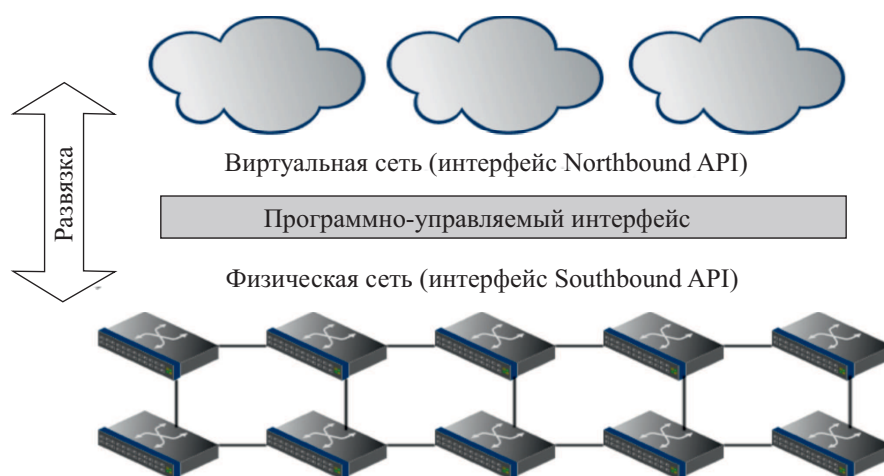 Виртуальная сеть (интерфейс Northbound API)
Развязка
Программно-управляемый интерфейс
Физическая сеть (интерфейс Southbound API)